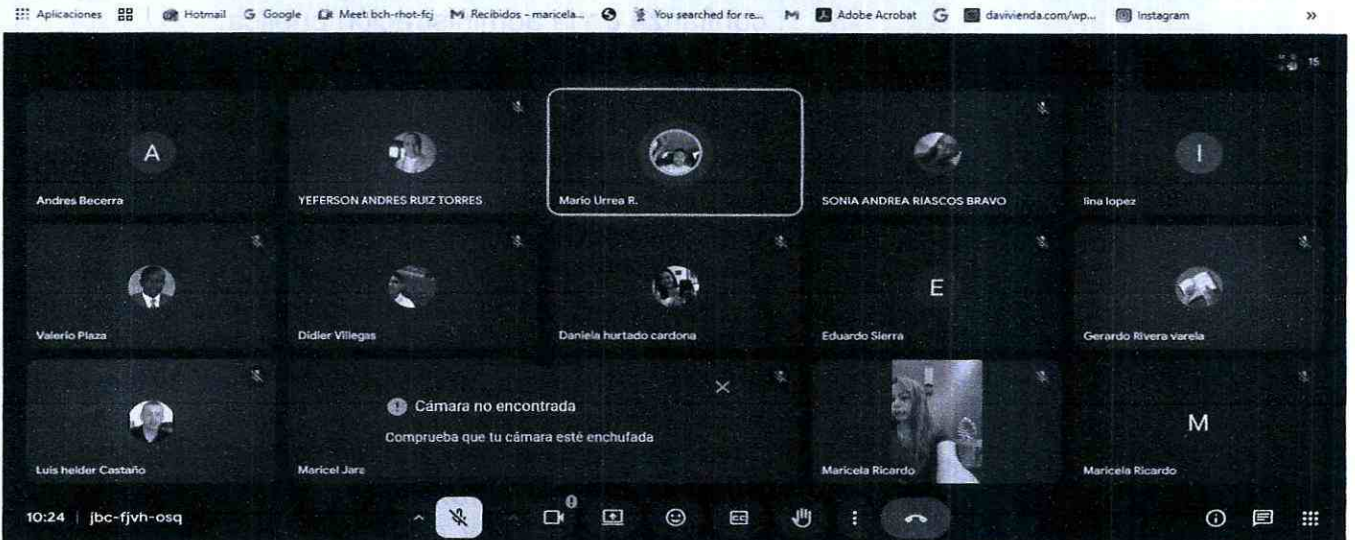 Aplicaciones Hotmail Google Meet: bch-rhot-fcj Recibidos - maricela... You searched for re... Adobe Acrobat davivienda.com/wp... Instagram »
15
A I
Andres Becerra YEFERSON ANDRES RUIZ TORRES Mario Urrea R. SONIA ANDREA RIASCOS BRAVO lina lopez
E
Valerio Plaza Didier Villegas Daniela hurtado cardona Eduardo Sierra Gerardo Rivera varela
Cámara no encontrada
Comprueba que tu cámara esté enchufada
M
Luis helder Castaño Maricel Jara Maricela Ricardo Maricela Ricardo
10:24 | jbc-fjvh-osq CC